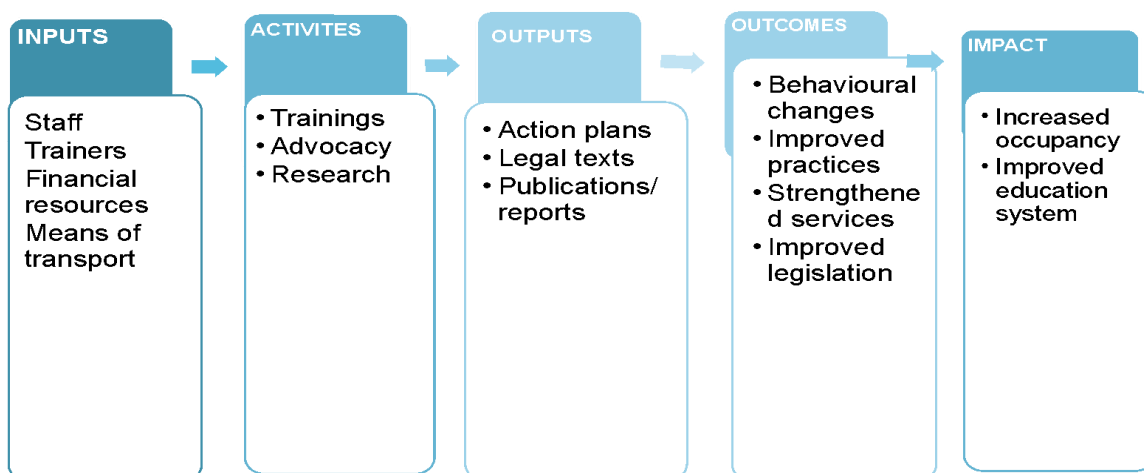 INPUTS
Staff
Trainers
Financial
resources
Means of
transport
ACTIVITES
• Trainings
• Advocacy
• Research
OUTPUTS
• Action plans
• Legal texts
• Publications/
reports
OUTCOMES
• Behavioural
changes
• Improved
practices
• Strengthene
d services
• Improved
legislation
IMPACT
• Increased
occupancy
• Improved
education
system